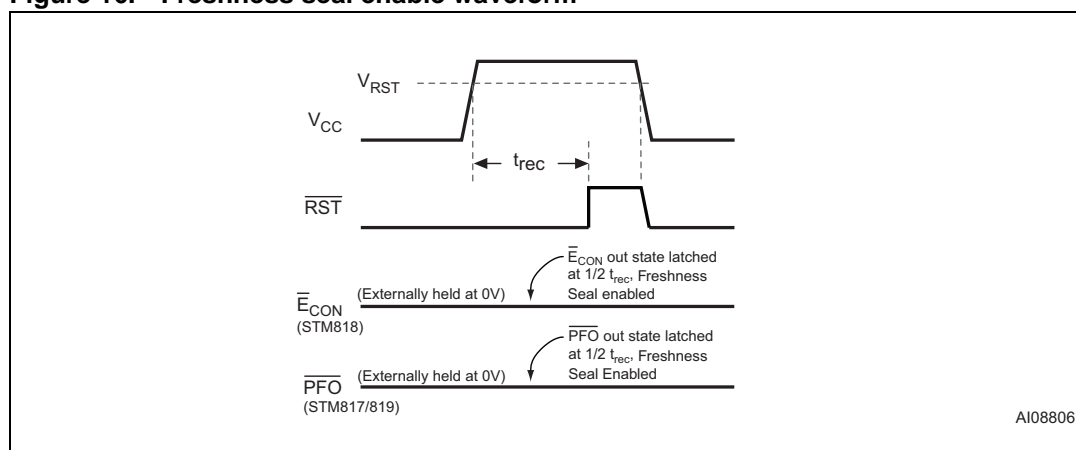 Figure 16. Freshness seal enable waveform
VRST
VCC
trec
RST
ECON out state latched
at 1/2 trec, Freshness
Seal enabled
(Externally held at 0V)
ECON
(STM818)
PFO out state latched
at 1/2 trec, Freshness
Seal Enabled
(Externally held at 0V)
PFO
(STM817/819)
AI08806